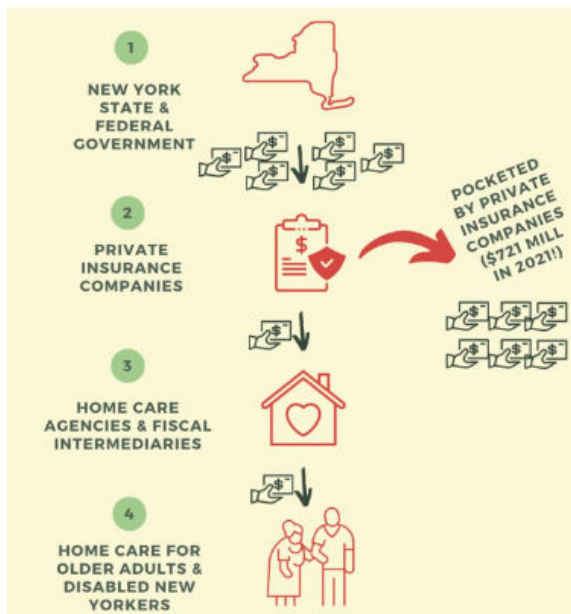 1
NEW YORK
STATE &
FEDERAL
GOVERNMENT
2
PRIVATE
INSURANCE
COMPANIES
$
POCKETED
BY PRIVATE
INSURANCE
COMPANIES
($721 MILL
IN 2021!)
3
HOME CARE
AGENCIES & FISCAL
INTERMEDIARIES
4
HOME CARE FOR
OLDER ADULTS &
DISABLED NEW
YORKERS